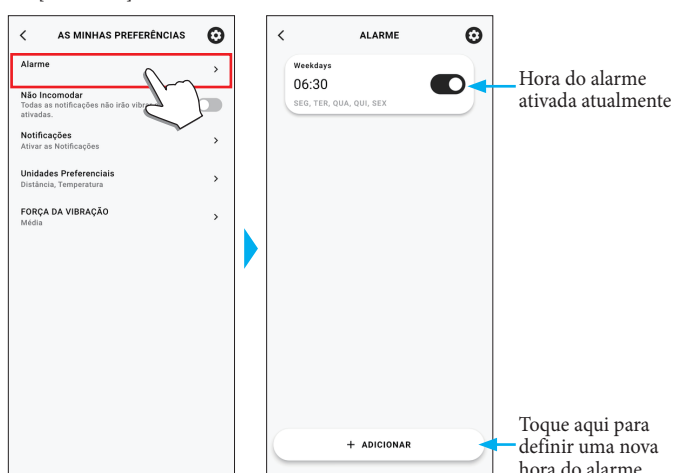 AS MINHAS PREFERÊNCIAS
Alarme
Não Incomodar
Todas as notificações não irão
ativadas.
Notificações
Ativar as Notificações
Unidades Preferenciais
Distância, Temperatura
FORÇA DA VIBRAÇÃO
Média
ALARME
Weekdays
06:30
SEG, TER, QUA, QUI, SEX
+ ADICIONAR
Hora do alarme
ativada atualmente
Toque aqui para
definir uma nova
hora do alarme